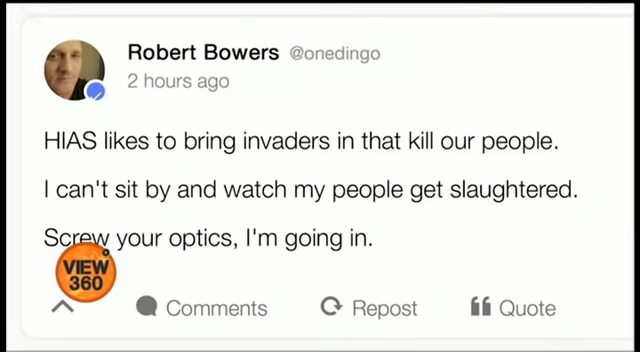 Robert Bowers @onedingo
2 hours ago
HIAS likes to bring invaders in that kill our people.
I can't sit by and watch my people get slaughtered.
Screw your optics, I'm going in.
VIEW
360
Comments Repost Quote